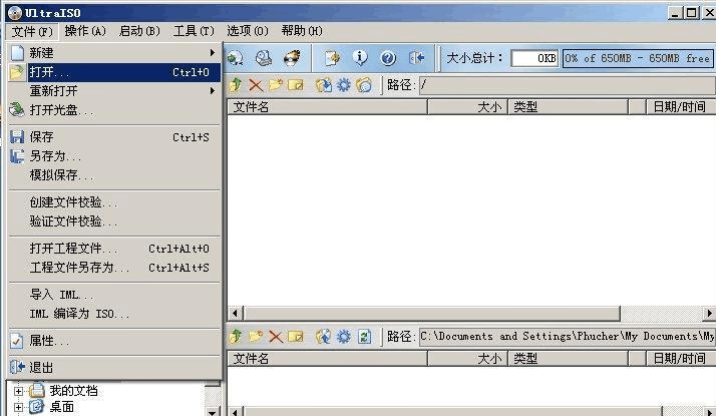 UltraISO
文件(F) 操作(A) 启动(B) 工具(T) 选项(O) 帮助(H)
新建
打开... Ctrl+O
重新打开
打开光盘...
保存 Ctrl+S
另存为...
模拟保存...
创建文件校验...
验证文件校验...
打开工程文件... Ctrl+Alt+O
工程文件另存为... Ctrl+Alt+S
导入 IML...
IML 编译为 ISO...
属性...
退出
我的文档
桌面
大小总计: 0KB 0% of 650MB - 650MB free
路径: /
文件名 大小 类型 日期/时间
路径: C:\Documents and Settings\Phucher\My Documents\My
文件名 大小 类型 日期/时间